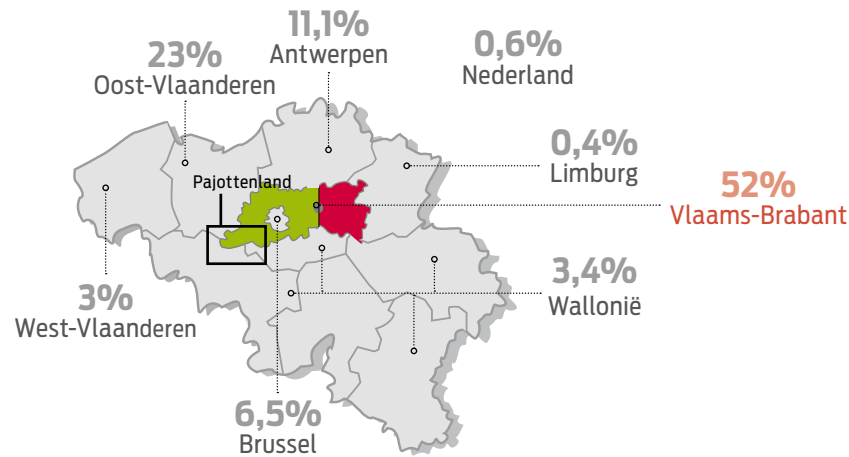 11,1%
Antwerpen
23%
Oost-Vlaanderen
0,6%
Nederland
0,4%
Limburg
Pajottenland
52%
Vlaams-Brabant
3%
West-Vlaanderen
3,4%
Wallonië
6,5%
Brussel